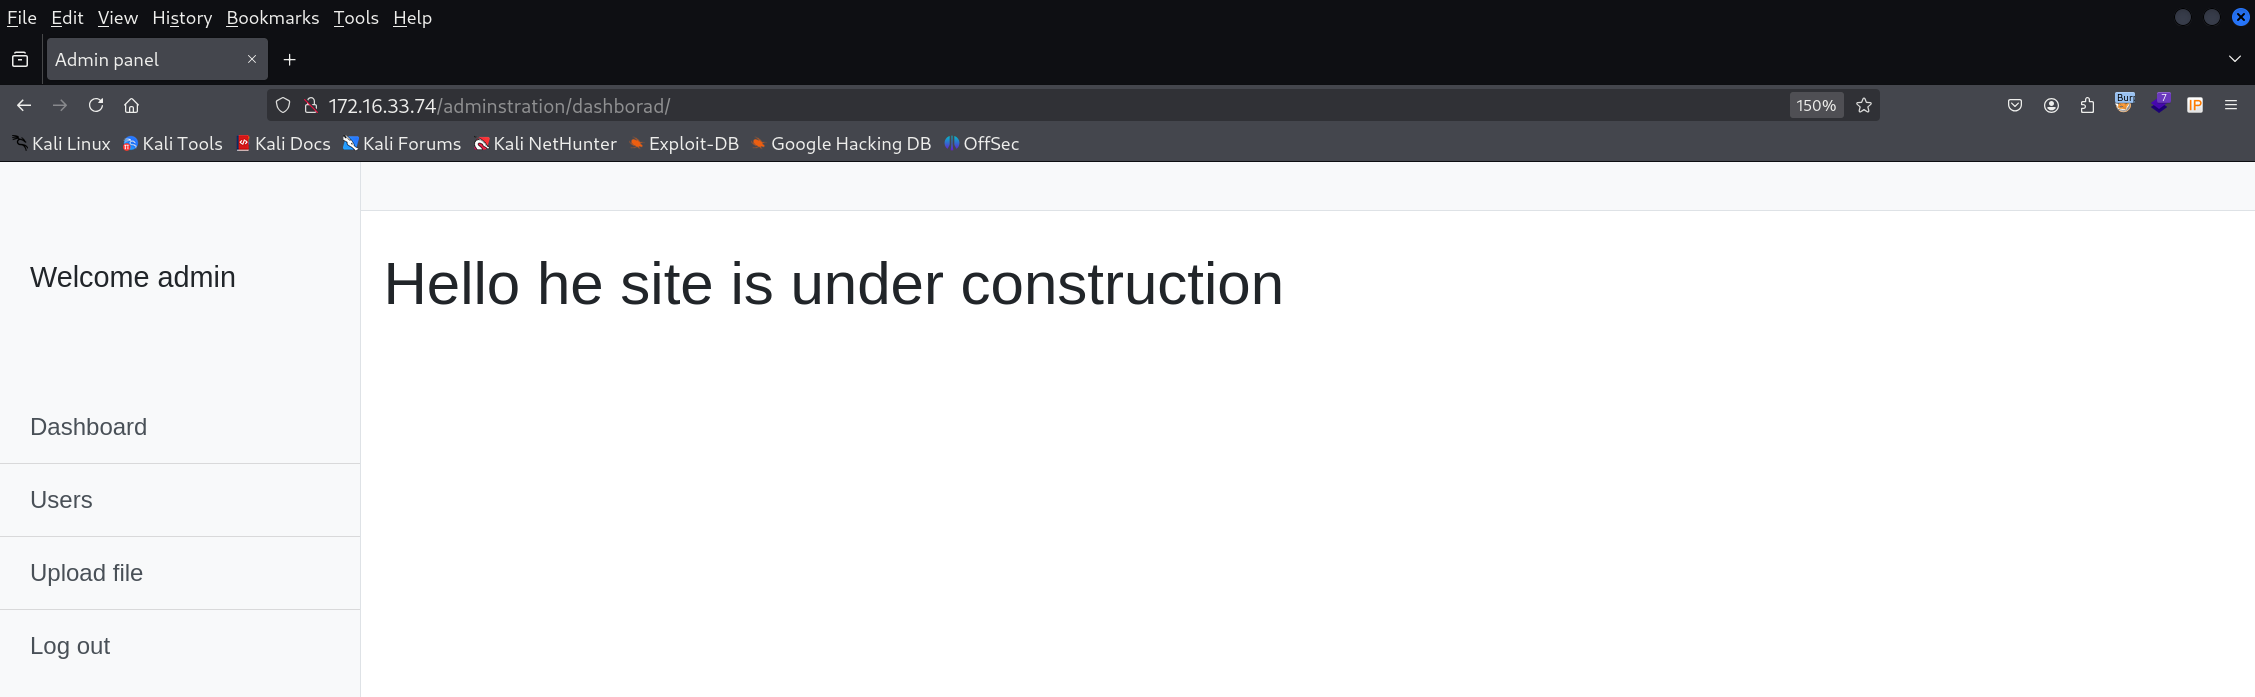 File Edit View History Bookmarks Tools Help
Admin panel
172.16.33.74/adminstration/dashborad/
150%
7
IP
Kali Linux Kali Tools Kali Docs Kali Forums Kali NetHunter Exploit-DB Google Hacking DB OffSec
Welcome admin
Hello he site is under construction
Dashboard
Users
Upload file
Log out